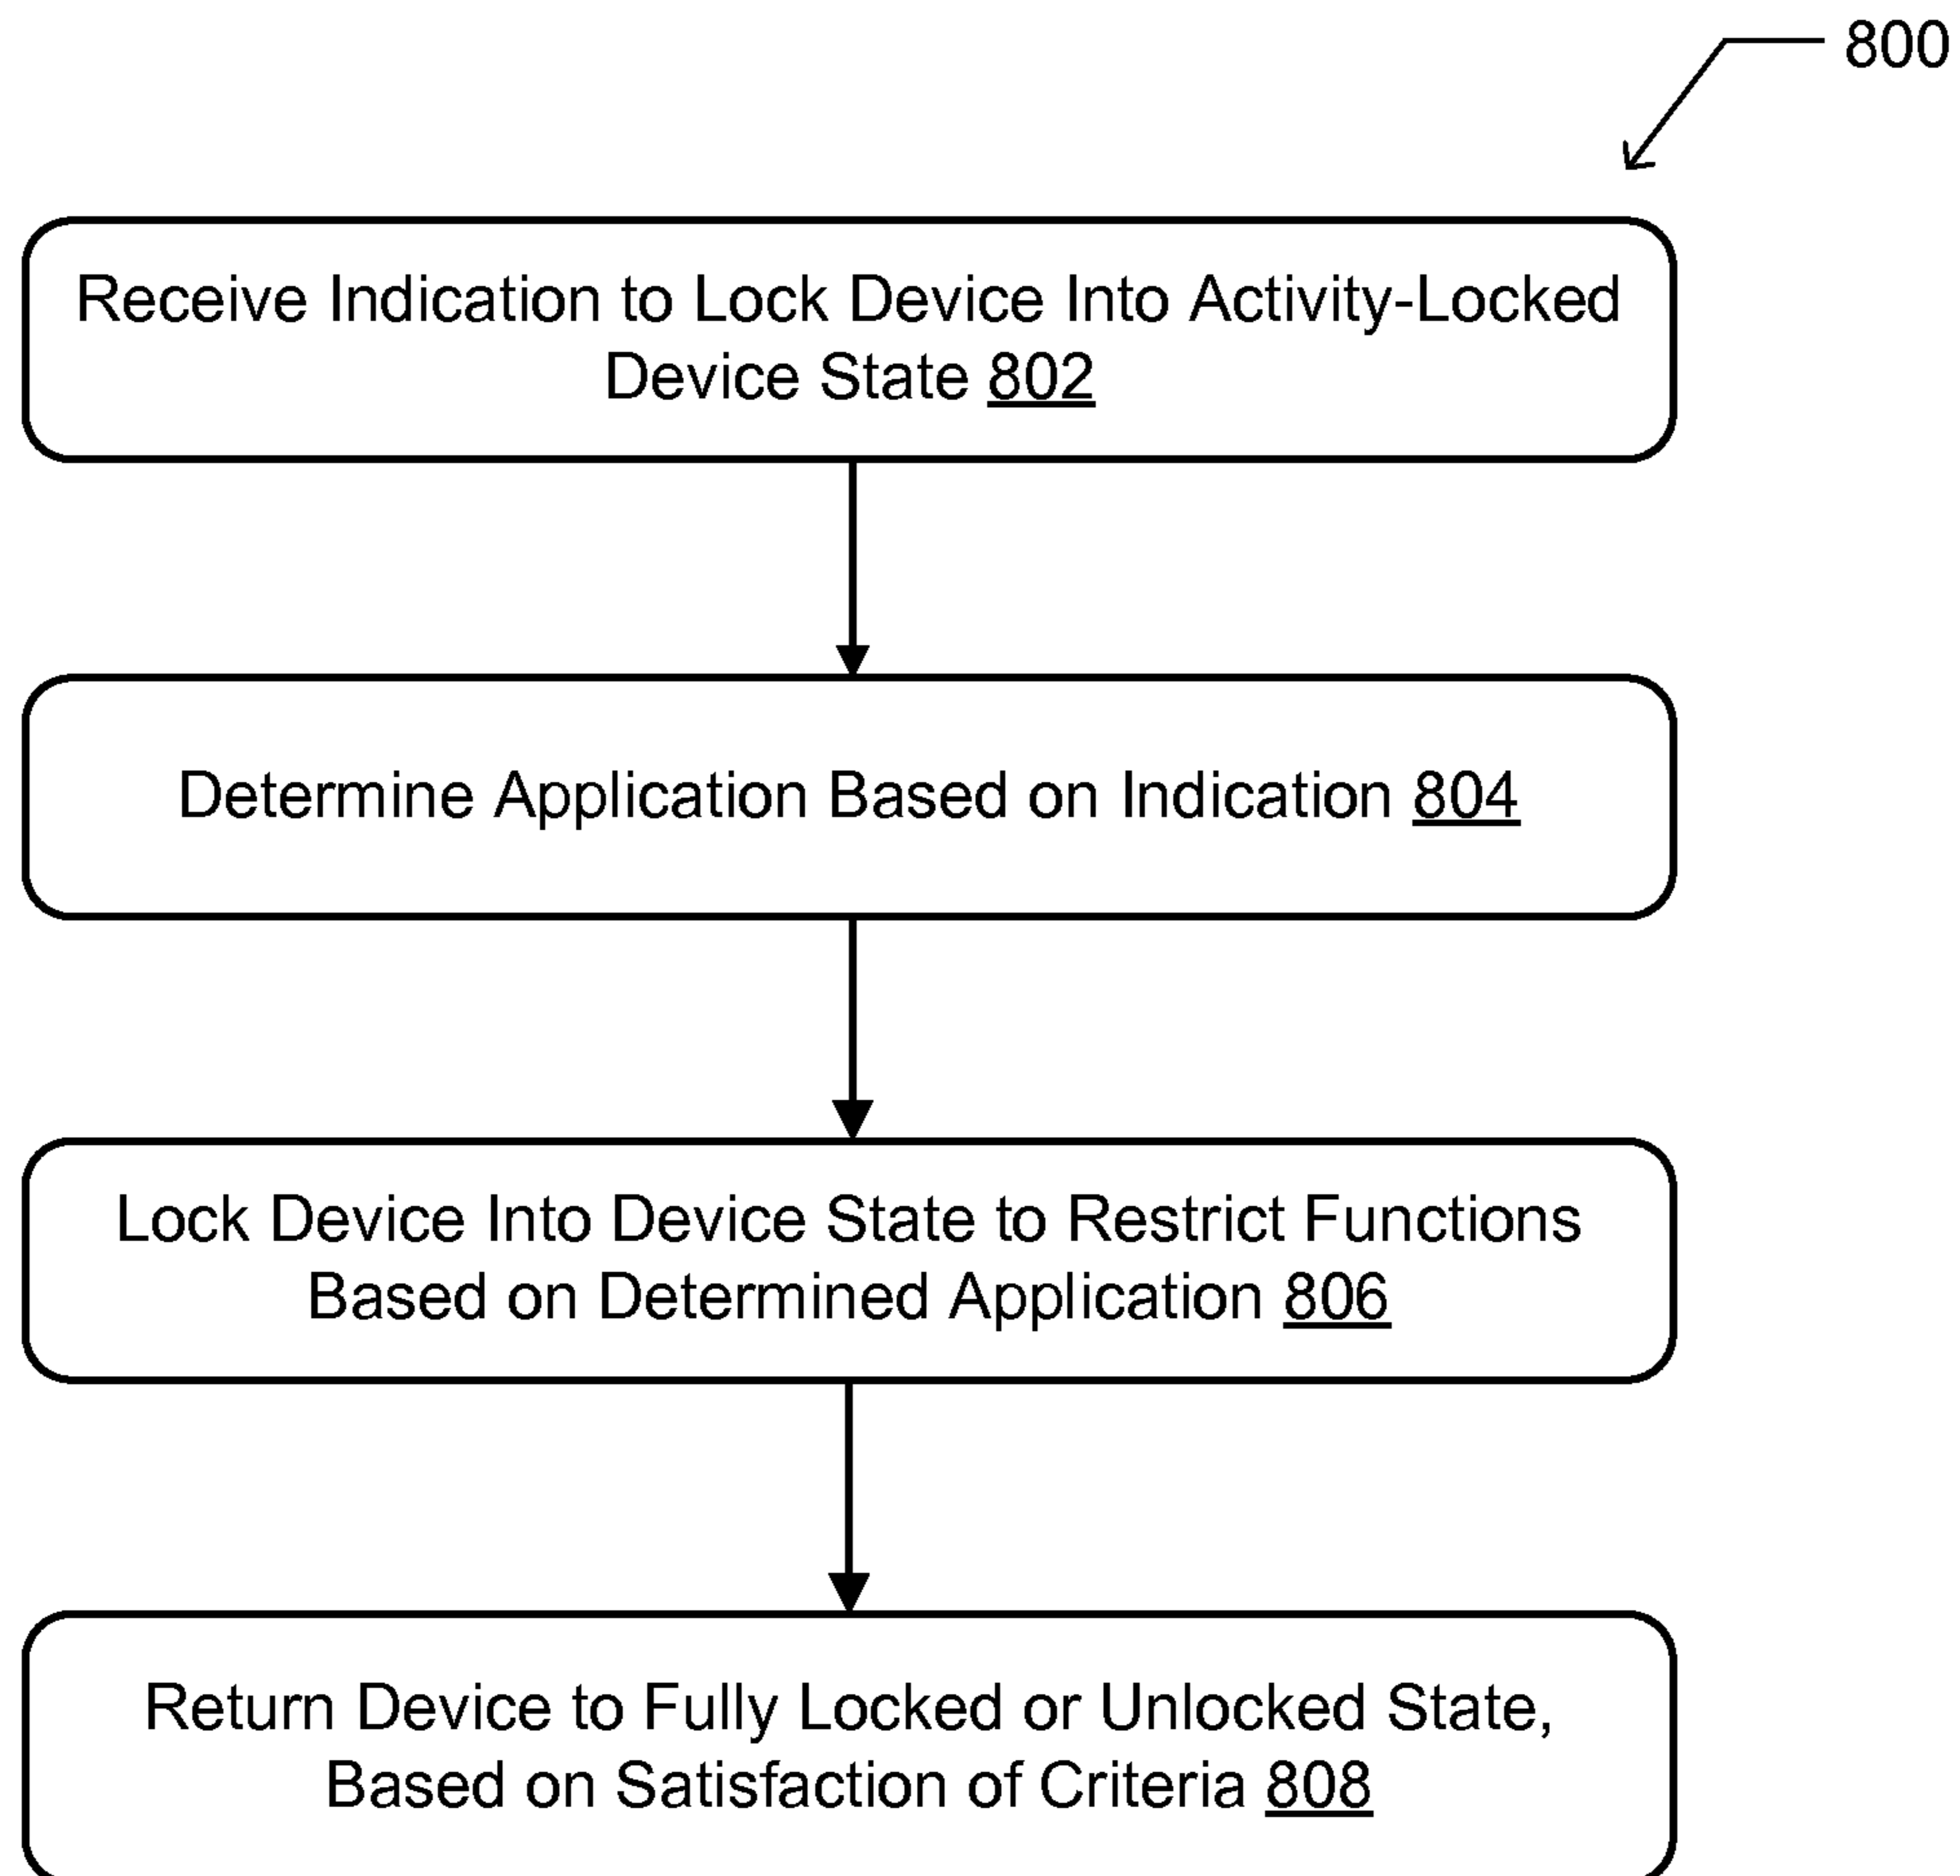 800
Receive Indication to Lock Device Into Activity-Locked
Device State 802
Determine Application Based on Indication 804
Lock Device Into Device State to Restrict Functions
Based on Determined Application 806
Return Device to Fully Locked or Unlocked State,
Based on Satisfaction of Criteria 808